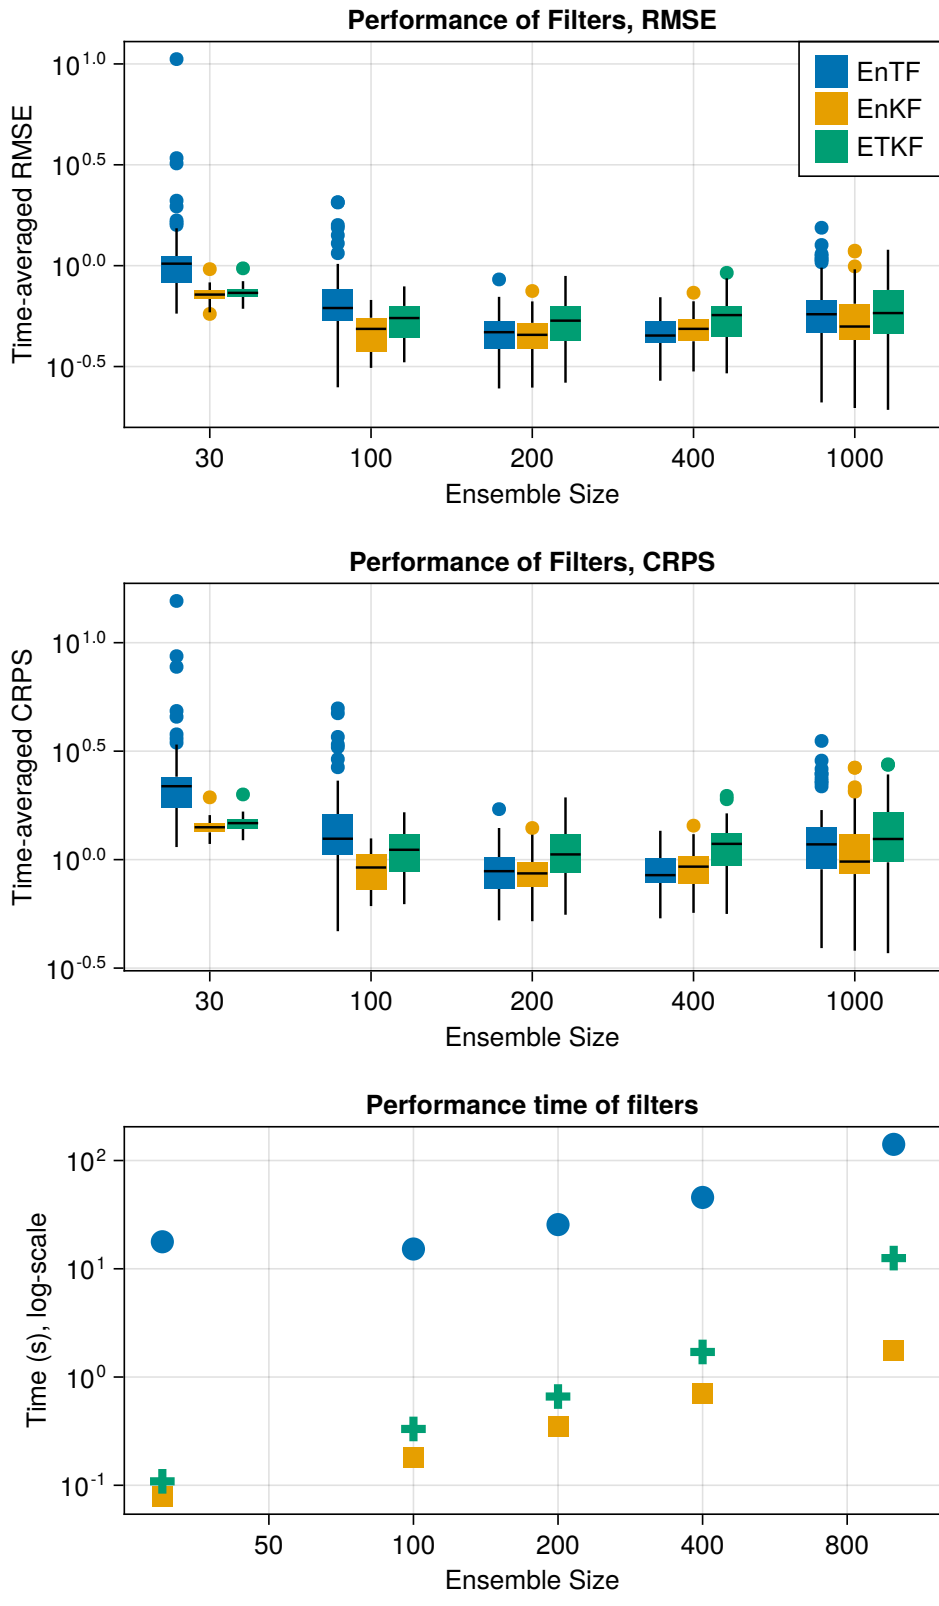 Performance of Filters, RMSE
Time-averaged RMSE
10^1.0
10^0.5
10^0.0
10^-0.5
EnTF
EnKF
ETKF
30 100 200 400 1000
Ensemble Size
Performance of Filters, CRPS
Time-averaged CRPS
10^1.0
10^0.5
10^0.0
10^-0.5
30 100 200 400 1000
Ensemble Size
Performance time of filters
Time (s), log-scale
10^2
10^1
10^0
10^-1
50 100 200 400 800
Ensemble Size